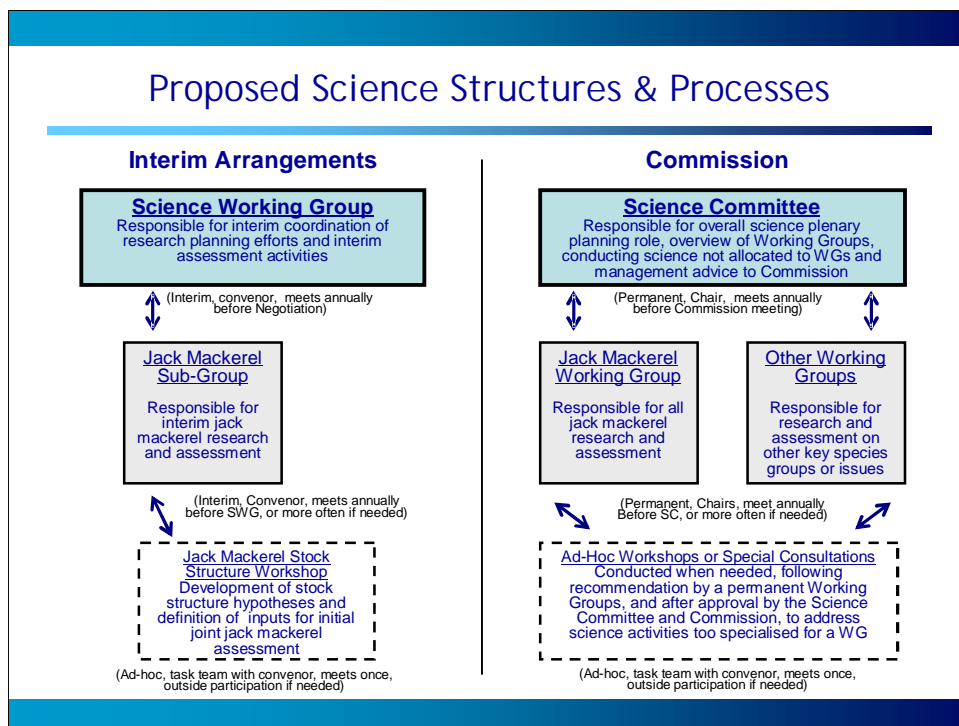 Proposed Science Structures & Processes
Interim Arrangements
Science Working Group
Responsible for interim coordination of
research planning efforts and interim
assessment activities
(Interim, convenor, meets annually
before Negotiation)
Jack Mackerel
Sub-Group
Responsible for
interim jack
mackerel research
and assessment
(Interim, Convenor, meets annually
before SWG, or more often if needed)
Jack Mackerel Stock
Structure Workshop
Development of stock
structure hypotheses and
definition of inputs for initial
joint jack mackerel
assessment
(Ad-hoc, task team with convenor, meets once,
outside participation if needed)
Commission
Science Committee
Responsible for overall science plenary
planning role, overview of Working Groups,
conducting science not allocated to WGs and
management advice to Commission
(Permanent, Chair, meets annually
before Commission meeting)
Jack Mackerel
Working Group
Responsible for all
jack mackerel
research and
assessment
Other Working
Groups
Responsible for
research and
assessment on
other key species
groups or issues
(Permanent, Chairs, meet annually
Before SC, or more often if needed)
Ad-Hoc Workshops or Special Consultations
Conducted when needed, following
recommendation by a permanent Working
Groups, and after approval by the Science
Committee and Commission, to address
science activities too specialised for a WG
(Ad-hoc, task team with convenor, meets once,
outside participation if needed)